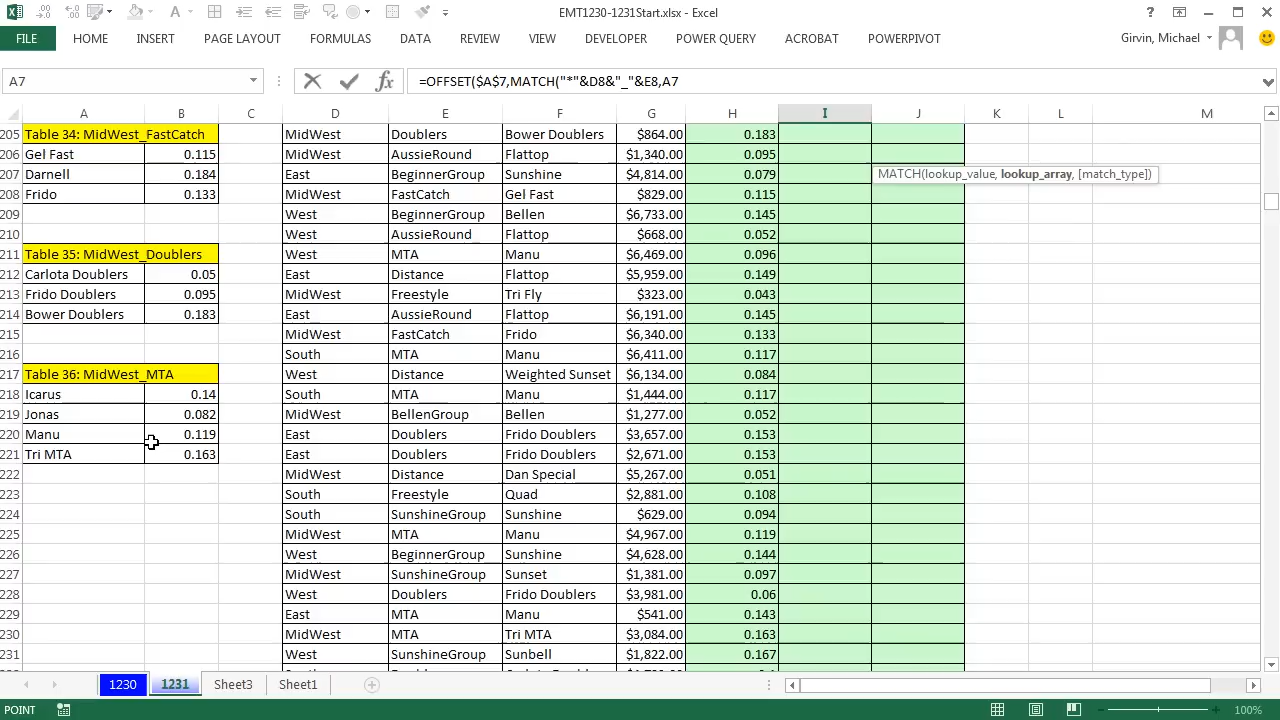 EMT1230-1231Start.xlsx - Excel
FILE HOME INSERT PAGE LAYOUT FORMULAS DATA REVIEW VIEW DEVELOPER POWER QUERY ACROBAT POWERPIVOT Girvin, Michael
A7 fx =OFFSET($A$7,MATCH("*"&D8&"_"&E8,A7
A B C D E F G H I J K L M
205 Table 34: MidWest_FastCatch MidWest Doublers Bower Doublers $864.00 0.183
206 Gel Fast 0.115 MidWest AussieRound Flattop $1,340.00 0.095
207 Darnell 0.184 East BeginnerGroup Sunshine $4,814.00 0.079 MATCH(lookup_value, lookup_array, [match_type])
208 Frido 0.133 MidWest FastCatch Gel Fast $829.00 0.115
209 West BeginnerGroup Bellen $6,733.00 0.145
210 West AussieRound Flattop $668.00 0.052
211 Table 35: MidWest_Doublers West MTA Manu $6,469.00 0.096
212 Carlota Doublers 0.05 East Distance Flattop $5,959.00 0.149
213 Frido Doublers 0.095 MidWest Freestyle Tri Fly $323.00 0.043
214 Bower Doublers 0.183 East AussieRound Flattop $6,191.00 0.145
215 MidWest FastCatch Frido $6,340.00 0.133
216 South MTA Manu $6,411.00 0.117
217 Table 36: MidWest_MTA West Distance Weighted Sunset $6,134.00 0.084
218 Icarus 0.14 South MTA Manu $1,444.00 0.117
219 Jonas 0.082 MidWest BellenGroup Bellen $1,277.00 0.052
220 Manu 0.119 East Doublers Frido Doublers $3,657.00 0.153
221 Tri MTA 0.163 East Doublers Frido Doublers $2,671.00 0.153
222 MidWest Distance Dan Special $5,267.00 0.051
223 South Freestyle Quad $2,881.00 0.108
224 South SunshineGroup Sunshine $629.00 0.094
225 MidWest MTA Manu $4,967.00 0.119
226 West BeginnerGroup Sunshine $4,628.00 0.144
227 MidWest SunshineGroup Sunset $1,381.00 0.097
228 West Doublers Frido Doublers $3,981.00 0.06
229 East MTA Manu $541.00 0.143
230 MidWest MTA Tri MTA $3,084.00 0.163
231 West SunshineGroup Sunbell $1,822.00 0.167
1230 1231 Sheet3 Sheet1
POINT 100%